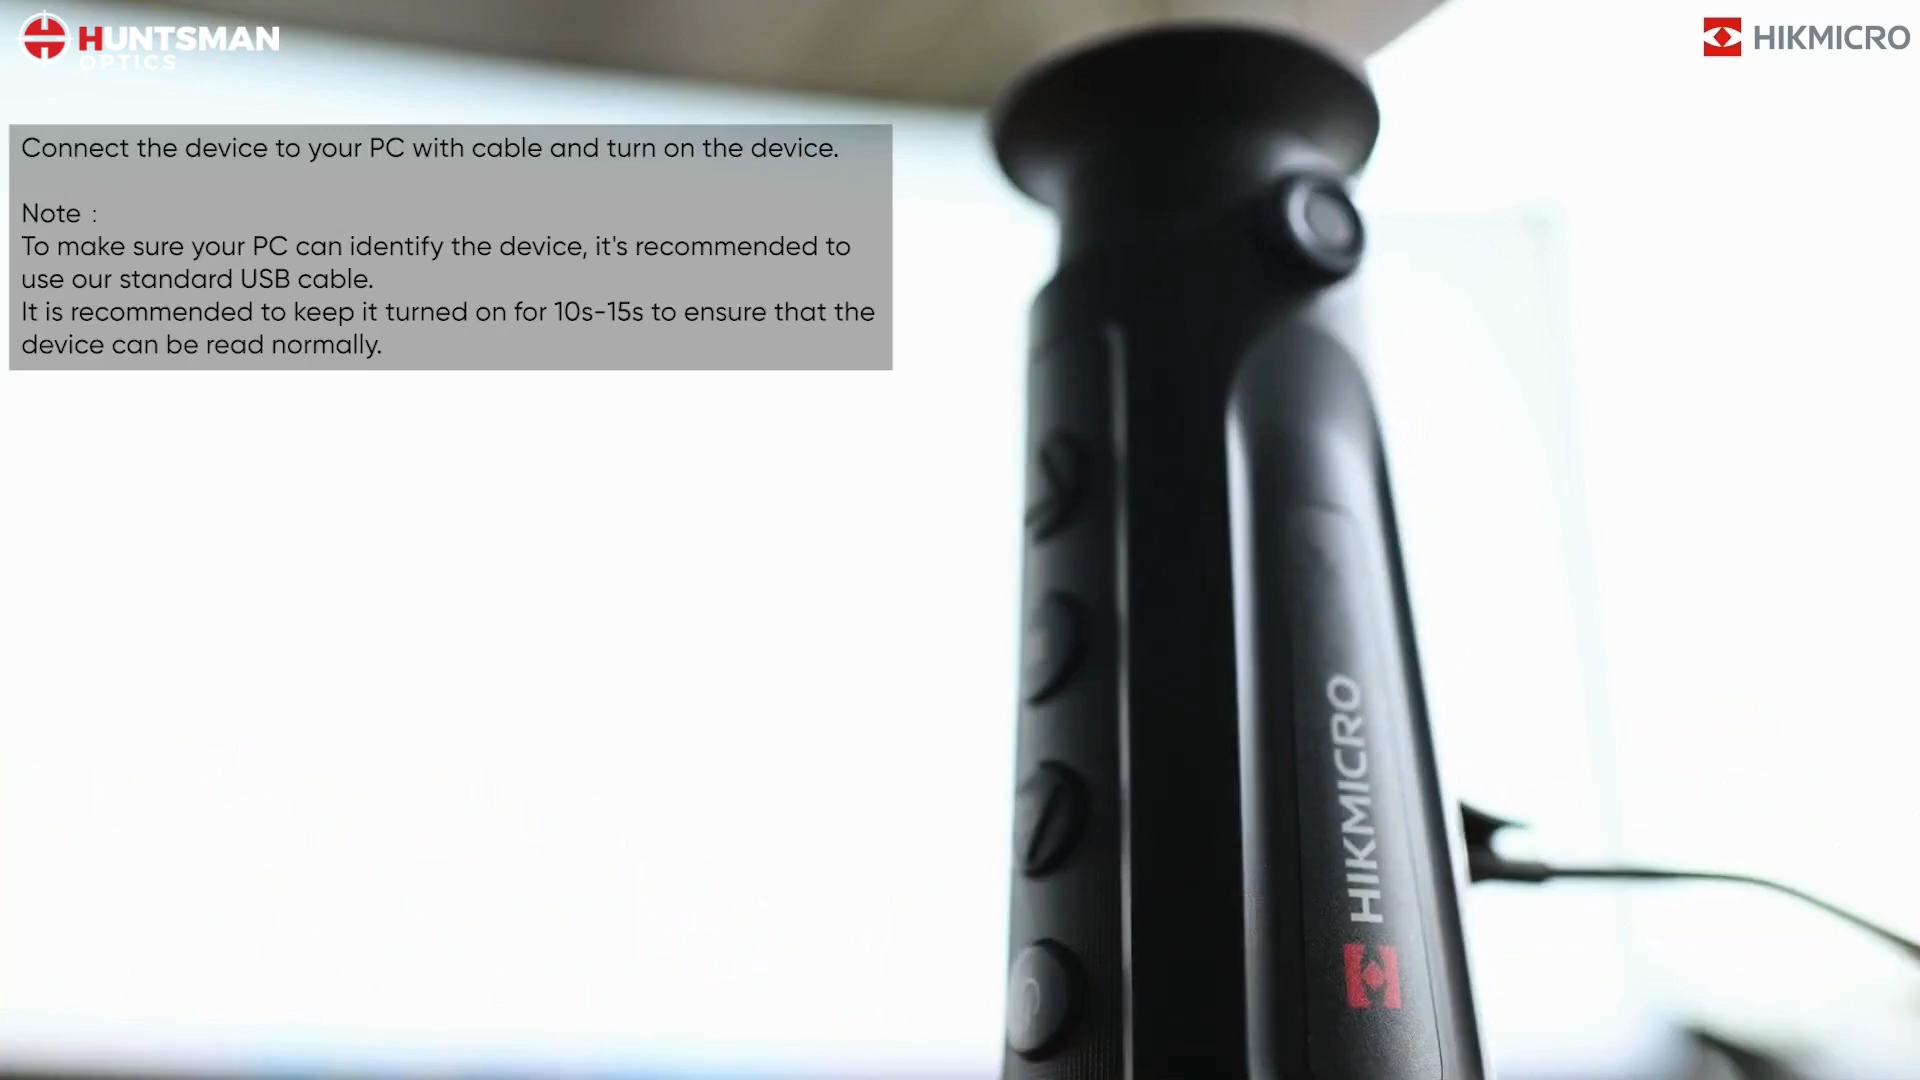 HUNTSMAN
OPTICS
HIKMICRO
Connect the device to your PC with cable and turn on the device.
Note :
To make sure your PC can identify the device, it's recommended to
use our standard USB cable.
It is recommended to keep it turned on for 10s-15s to ensure that the
device can be read normally.
HIKMICRO